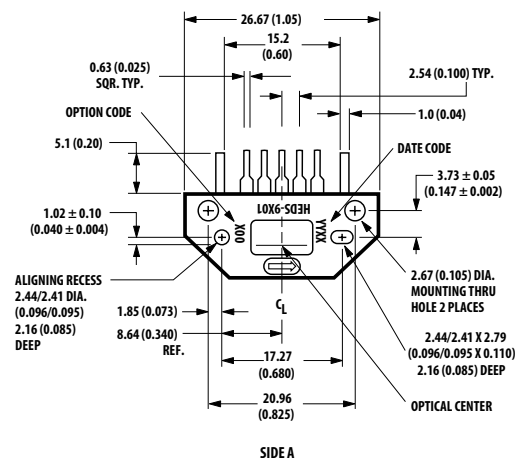 26.67 (1.05)
15.2
(0.60)
0.63 (0.025)
SQR. TYP.
2.54 (0.100) TYP.
OPTION CODE
1.0 (0.04)
5.1 (0.20)
DATE CODE
3.73 ± 0.05
(0.147 ± 0.002)
1.02 ± 0.10
(0.040 ± 0.004)
HEDS-9X01
X00
YYXX
ALIGNING RECESS
2.44/2.41 DIA.
(0.096/0.095)
2.16 (0.085)
DEEP
2.67 (0.105) DIA.
MOUNTING THRU
HOLE 2 PLACES
1.85 (0.073)
CL
8.64 (0.340)
REF.
2.44/2.41 X 2.79
(0.096/0.095 X 0.110)
2.16 (0.085) DEEP
17.27
(0.680)
20.96
(0.825)
OPTICAL CENTER
SIDE A